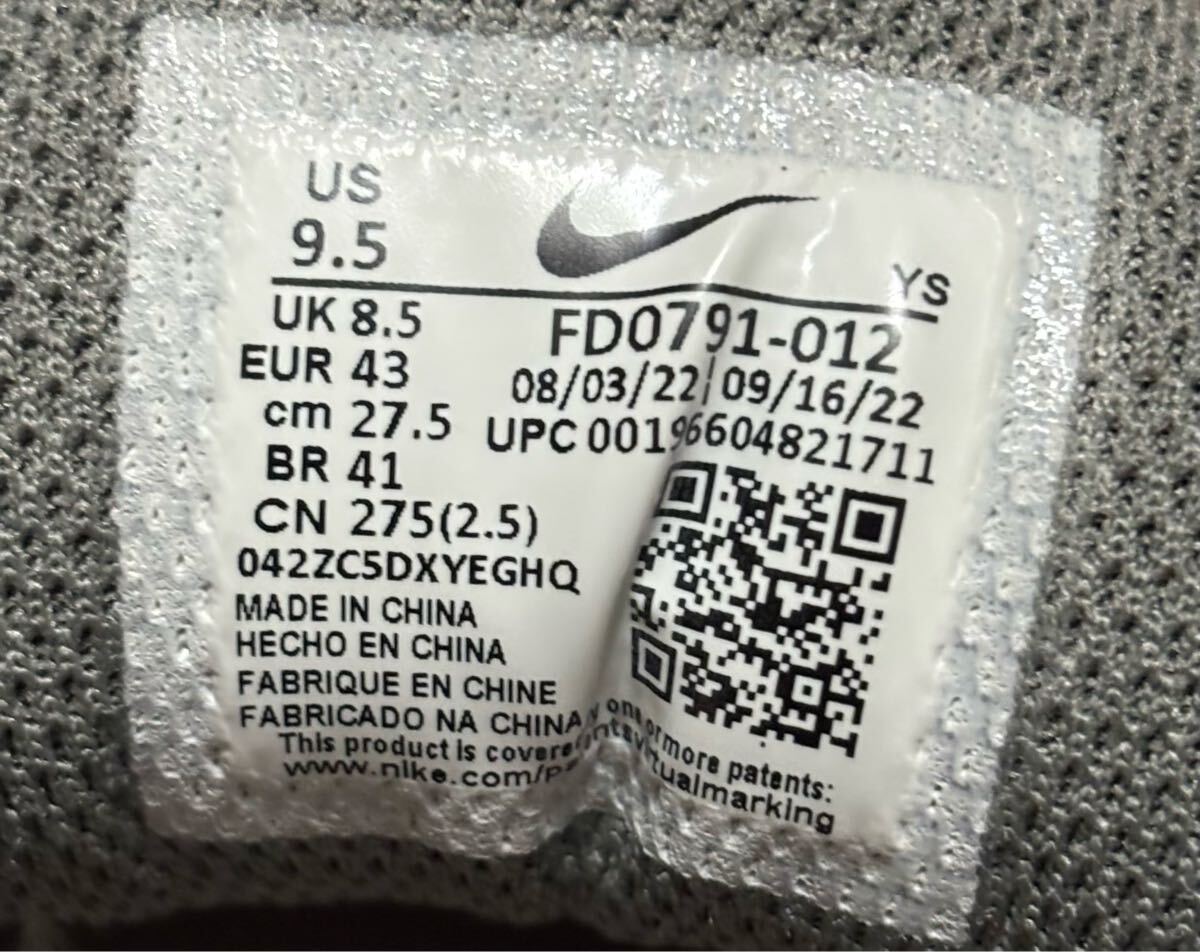 US
9.5
YS
UK 8.5
FD0791-012
EUR 43
08/03/22 09/16/22
cm 27.5
UPC 00196604821711
BR 41
CN 275(2.5)
042ZC5DXYEGHQ
MADE IN CHINA
HECHO EN CHINA
FABRIQUE EN CHINE
FABRICADO NA CHINA
This product is one or more patents:
www.nike.com/